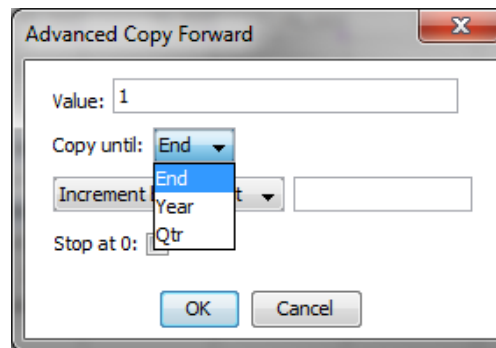 Advanced Copy Forward
Value: 1
Copy until: End
End
Increment
Year
Qtr
Stop at 0:
OK Cancel